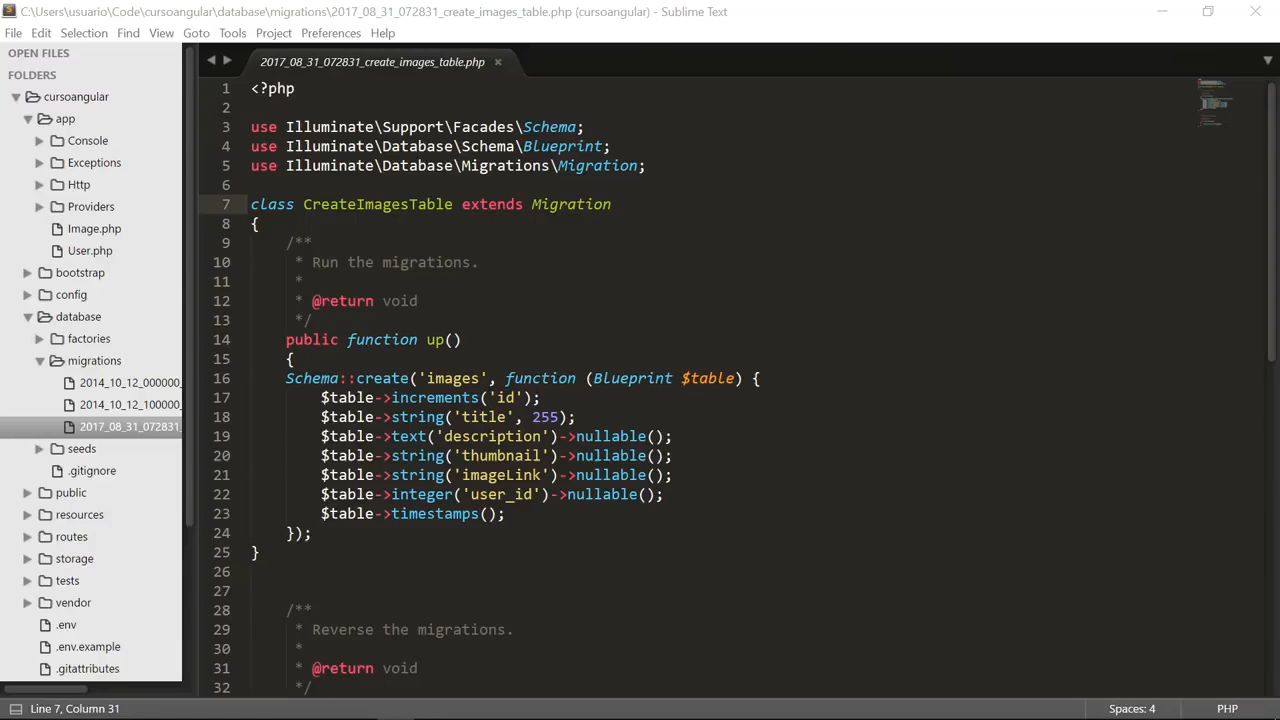 C:\Users\usuario\Code\cursoangular\database\migrations\2017_08_31_072831_create_images_table.php (cursoangular) - Sublime Text
File Edit Selection Find View Goto Tools Project Preferences Help
OPEN FILES
FOLDERS
cursoangular
app
Console
Exceptions
Http
Providers
Image.php
User.php
bootstrap
config
database
factories
migrations
2014_10_12_000000_
2014_10_12_100000_
2017_08_31_072831_
seeds
.gitignore
public
resources
routes
storage
tests
vendor
.env
.env.example
.gitattributes
2017_08_31_072831_create_images_table.php ×
1 <?php
2
3 use Illuminate\Support\Facades\Schema;
4 use Illuminate\Database\Schema\Blueprint;
5 use Illuminate\Database\Migrations\Migration;
6
7 class CreateImagesTable extends Migration
8 {
9     /**
10      * Run the migrations.
11      *
12      * @return void
13      */
14     public function up()
15     {
16     Schema::create('images', function (Blueprint $table) {
17         $table->increments('id');
18         $table->string('title', 255);
19         $table->text('description')->nullable();
20         $table->string('thumbnail')->nullable();
21         $table->string('imageLink')->nullable();
22         $table->integer('user_id')->nullable();
23         $table->timestamps();
24     });
25 }
26
27
28     /**
29      * Reverse the migrations.
30      *
31      * @return void
32      */
Line 7, Column 31 Spaces: 4 PHP